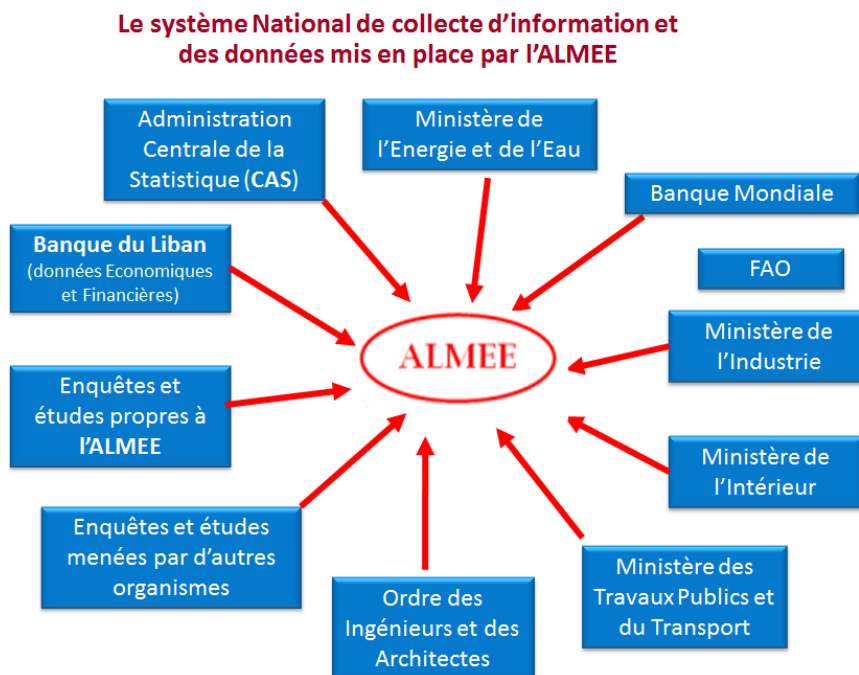 Le système National de collecte d'information et
des données mis en place par l'ALMEE
Administration
Centrale de la
Statistique (CAS)
Ministère de
l'Energie et de l'Eau
Banque Mondiale
Banque du Liban
(données Economiques
et Financières)
FAO
ALMEE
Ministère de
l'Industrie
Enquêtes et
études propres à
l'ALMEE
Ministère de
l'Intérieur
Enquêtes et études
menées par d'autres
organismes
Ordre des
Ingénieurs et des
Architectes
Ministère des
Travaux Publics et
du Transport